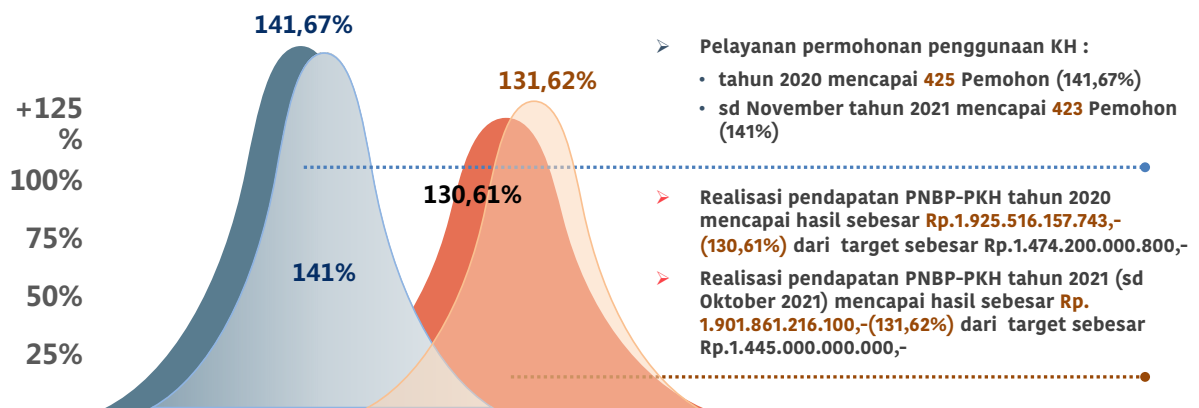 141,67%
131,62%
+125
%
100%
75%
50%
25%
130,61%
141%
➢ Pelayanan permohonan penggunaan KH :
• tahun 2020 mencapai 425 Pemohon (141,67%)
• sd November tahun 2021 mencapai 423 Pemohon
(141%)
➢ Realisasi pendapatan PNBP-PKH tahun 2020
mencapai hasil sebesar Rp.1.925.516.157.743,-
(130,61%) dari target sebesar Rp.1.474.200.000.800,-
➢ Realisasi pendapatan PNBP-PKH tahun 2021 (sd
Oktober 2021) mencapai hasil sebesar Rp.
1.901.861.216.100,-(131,62%) dari target sebesar
Rp.1.445.000.000.000,-